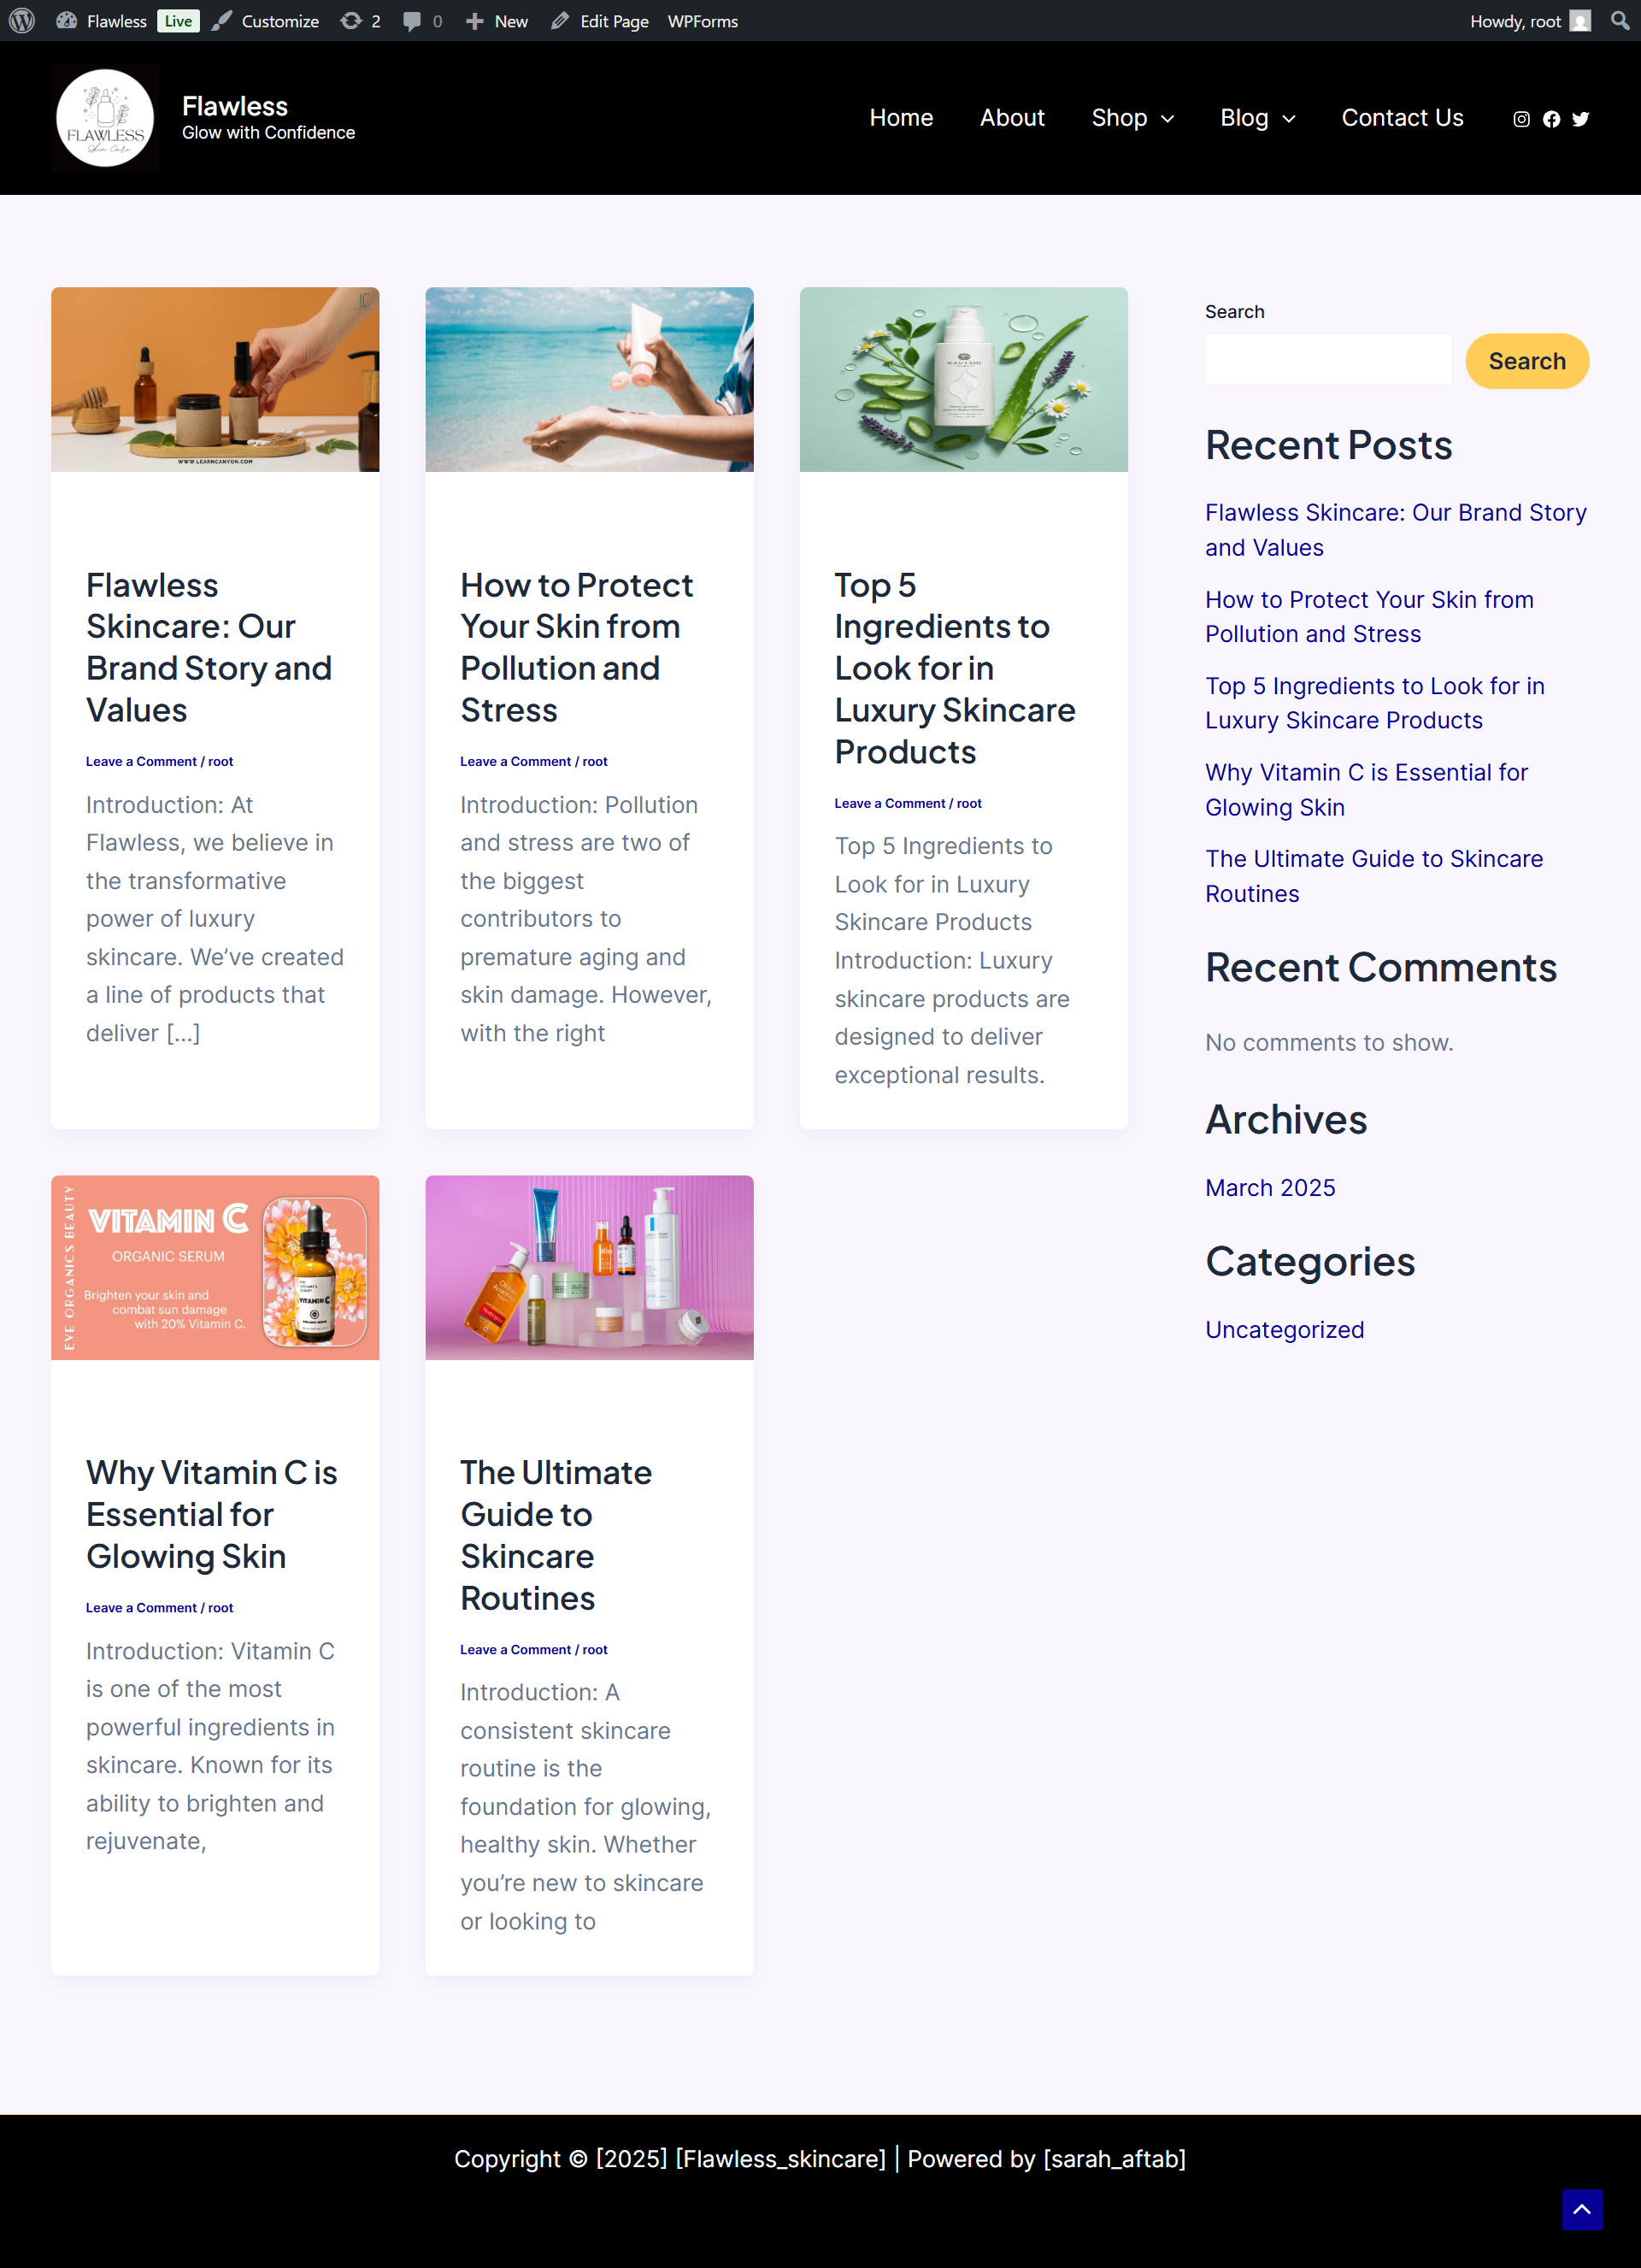 Flawless Live Customize 2 0 New Edit Page WPForms Howdy, root
FLAWLESS
Skin Care
Flawless
Glow with Confidence
Home About Shop Blog Contact Us
LC
WWW.LEARNCANYON.COM
Flawless
Skincare: Our
Brand Story and
Values
Leave a Comment / root
Introduction: At
Flawless, we believe in
the transformative
power of luxury
skincare. We’ve created
a line of products that
deliver […]
How to Protect
Your Skin from
Pollution and
Stress
Leave a Comment / root
Introduction: Pollution
and stress are two of
the biggest
contributors to
premature aging and
skin damage. However,
with the right
Top 5
Ingredients to
Look for in
Luxury Skincare
Products
Leave a Comment / root
Top 5 Ingredients to
Look for in Luxury
Skincare Products
Introduction: Luxury
skincare products are
designed to deliver
exceptional results.
EVE ORGANICS BEAUTY
VITAMIN C
ORGANIC SERUM
Brighten your skin and
combat sun damage
with 20% Vitamin C.
VITAMIN C
Why Vitamin C is
Essential for
Glowing Skin
Leave a Comment / root
Introduction: Vitamin C
is one of the most
powerful ingredients in
skincare. Known for its
ability to brighten and
rejuvenate,
Neutrogena
The Ultimate
Guide to
Skincare
Routines
Leave a Comment / root
Introduction: A
consistent skincare
routine is the
foundation for glowing,
healthy skin. Whether
you’re new to skincare
or looking to
Search
Search
Recent Posts
Flawless Skincare: Our Brand Story
and Values
How to Protect Your Skin from
Pollution and Stress
Top 5 Ingredients to Look for in
Luxury Skincare Products
Why Vitamin C is Essential for
Glowing Skin
The Ultimate Guide to Skincare
Routines
Recent Comments
No comments to show.
Archives
March 2025
Categories
Uncategorized
Copyright © [2025] [Flawless_skincare] | Powered by [sarah_aftab]